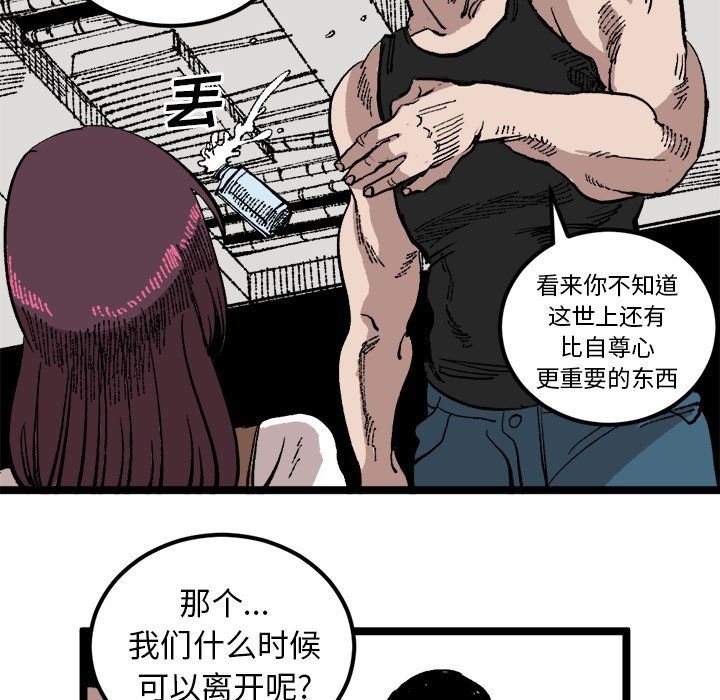 丢
看来你不知道
这世上还有
比自尊心
更重要的东西
那个...
我们什么时候
可以离开呢?